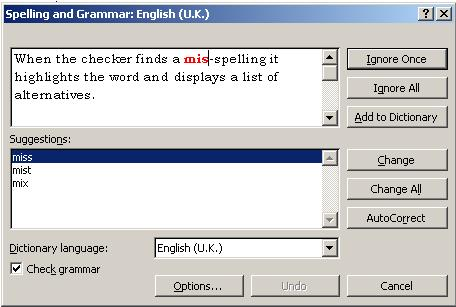 Spelling and Grammar: English (U.K.)
When the checker finds a mis-spelling it
highlights the word and displays a list of
alternatives.
Ignore Once
Ignore All
Add to Dictionary
Suggestions:
miss
mist
mix
Change
Change All
AutoCorrect
Dictionary language:
English (U.K.)
Check grammar
Options...
Undo
Cancel